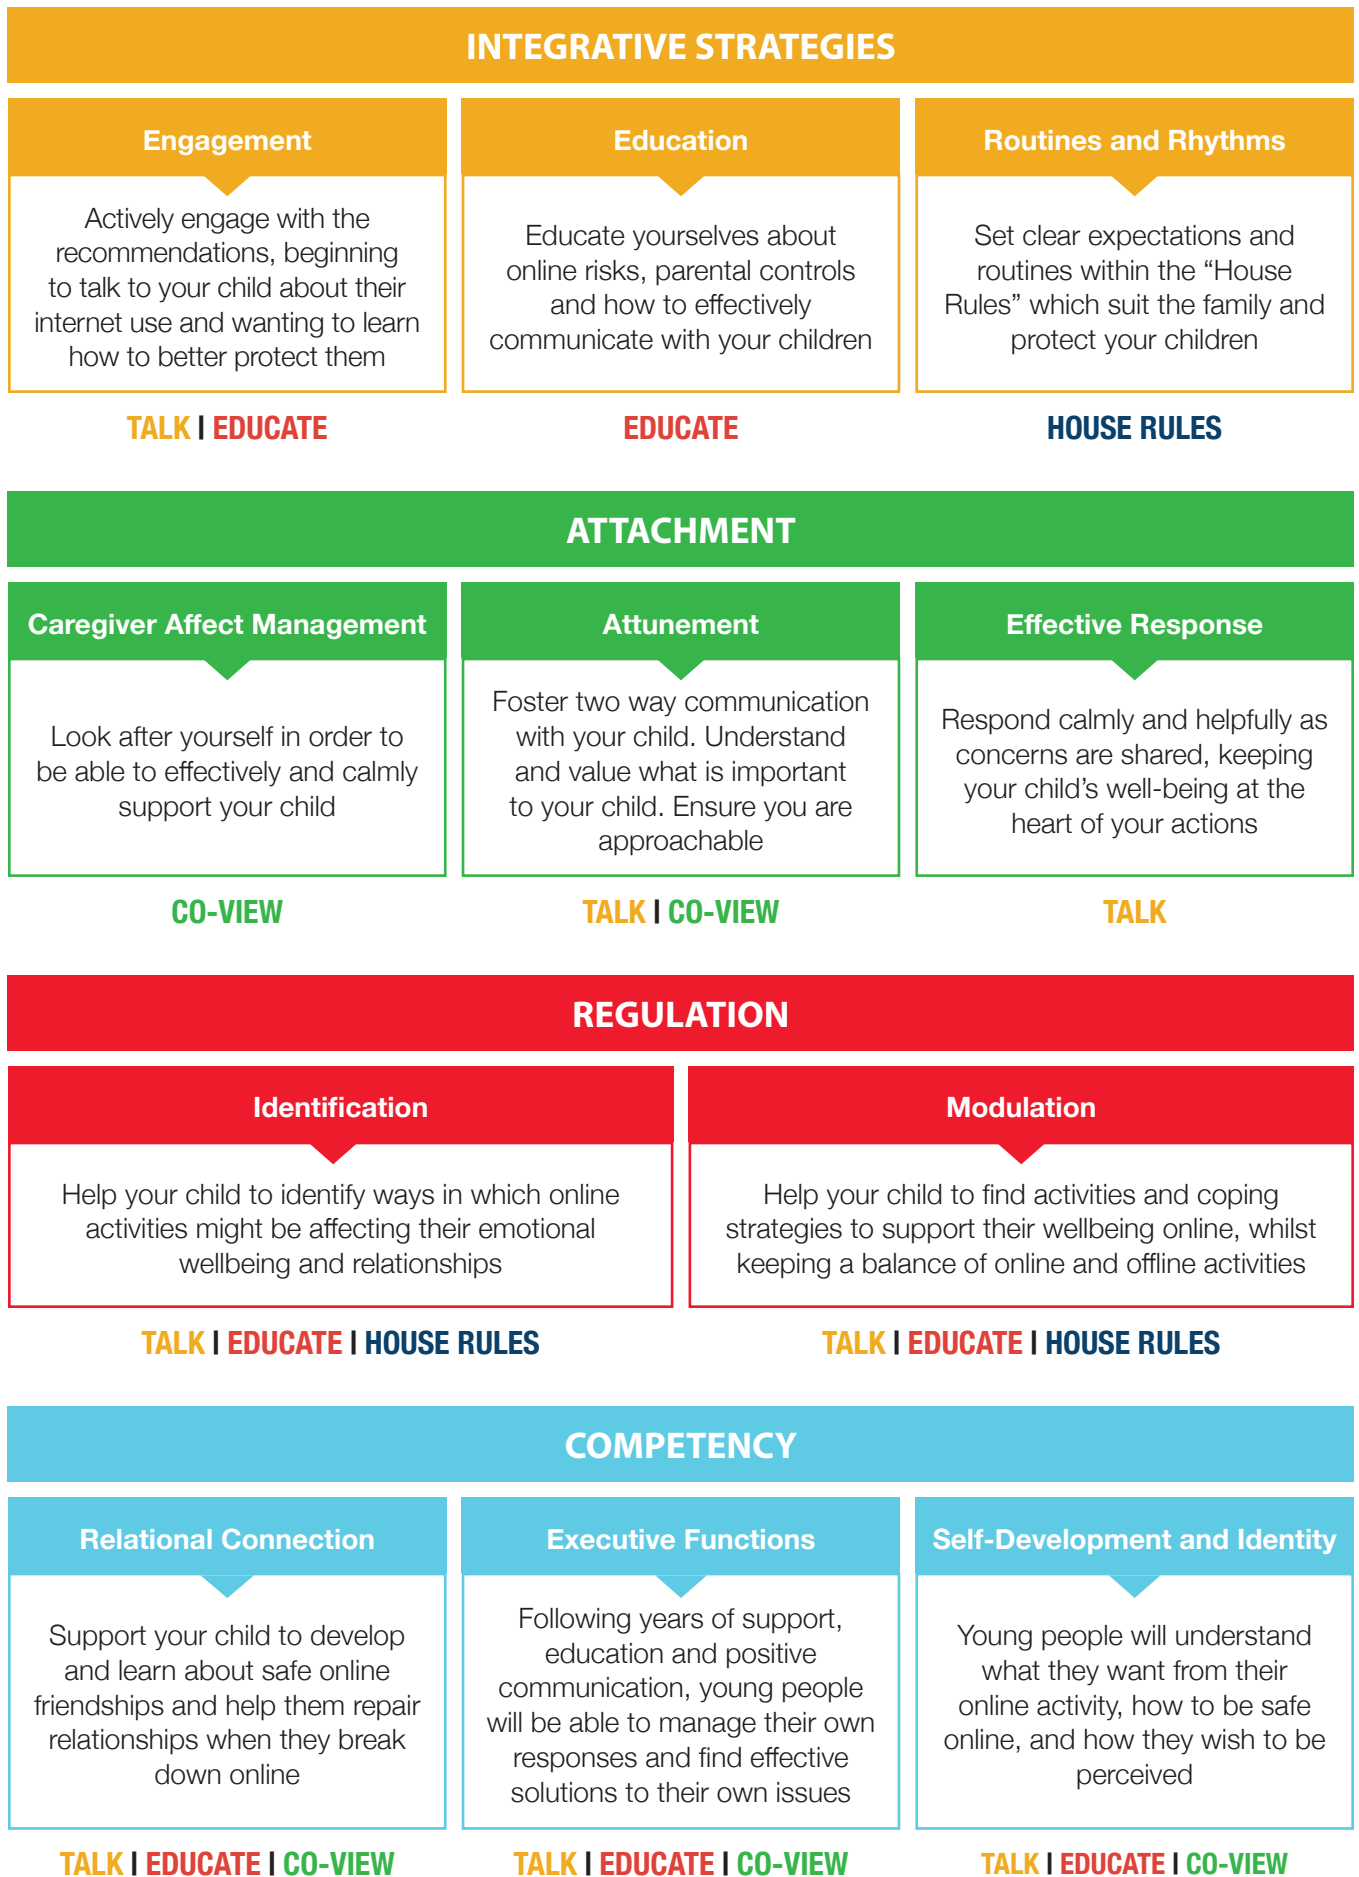 INTEGRATIVE STRATEGIES
Engagement
Actively engage with the
recommendations, beginning
to talk to your child about their
internet use and wanting to learn
how to better protect them
TALK I EDUCATE
Education
Educate yourselves about
online risks, parental controls
and how to effectively
communicate with your children
EDUCATE
Routines and Rhythms
Set clear expectations and
routines within the “House
Rules” which suit the family and
protect your children
HOUSE RULES
ATTACHMENT
Caregiver Affect Management
Look after yourself in order to
be able to effectively and calmly
support your child
CO-VIEW
Attunement
Foster two way communication
with your child. Understand
and value what is important
to your child. Ensure you are
approachable
TALK I CO-VIEW
Effective Response
Respond calmly and helpfully as
concerns are shared, keeping
your child’s well-being at the
heart of your actions
TALK
REGULATION
Identification
Help your child to identify ways in which online
activities might be affecting their emotional
wellbeing and relationships
TALK I EDUCATE I HOUSE RULES
Modulation
Help your child to find activities and coping
strategies to support their wellbeing online, whilst
keeping a balance of online and offline activities
TALK I EDUCATE I HOUSE RULES
COMPETENCY
Relational Connection
Support your child to develop
and learn about safe online
friendships and help them repair
relationships when they break
down online
TALK I EDUCATE I CO-VIEW
Executive Functions
Following years of support,
education and positive
communication, young people
will be able to manage their own
responses and find effective
solutions to their own issues
TALK I EDUCATE I CO-VIEW
Self-Development and Identity
Young people will understand
what they want from their
online activity, how to be safe
online, and how they wish to be
perceived
TALK I EDUCATE I CO-VIEW